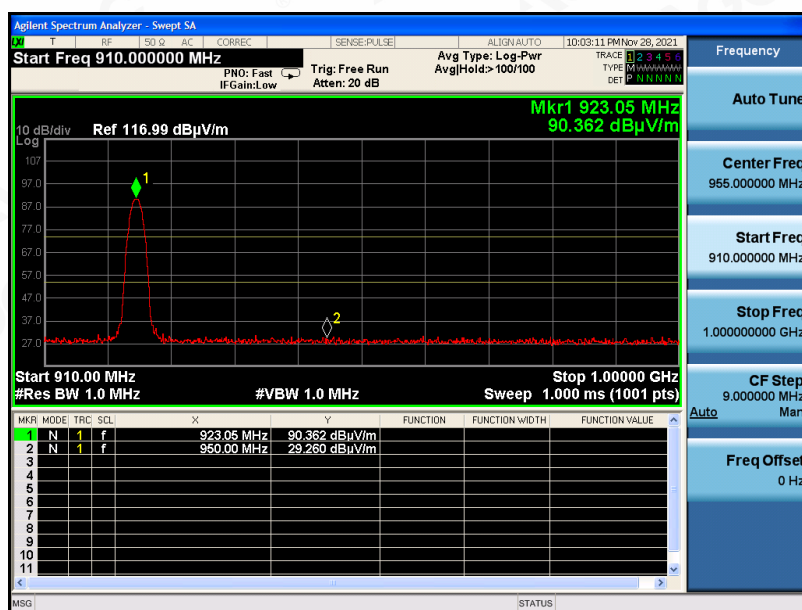 Agilent Spectrum Analyzer - Swept SA
LXI T RF 50 Ω AC CORREC SENSE:PULSE ALIGN AUTO 10:03:11 PM Nov 28, 2021
Start Freq 910.000000 MHz
PNO: Fast
IFGain:Low
Trig: Free Run
Atten: 20 dB
Avg Type: Log-Pwr
Avg|Hold:>100/100
TRACE 1 2 3 4 5 6
TYPE M
DET P N N N N N
Mkr1 923.05 MHz
90.362 dBµV/m
10 dB/div Ref 116.99 dBµV/m
Log
107
97.0
87.0
77.0
67.0
57.0
47.0
37.0
27.0
1
2
Start 910.00 MHz Stop 1.00000 GHz
#Res BW 1.0 MHz #VBW 1.0 MHz Sweep 1.000 ms (1001 pts)
MKR MODE TRC SCL X Y FUNCTION FUNCTION WIDTH FUNCTION VALUE
1 N 1 f 923.05 MHz 90.362 dBµV/m
2 N 1 f 950.00 MHz 29.260 dBµV/m
3
4
5
6
7
8
9
10
11
MSG STATUS
Frequency
Auto Tune
Center Freq
955.000000 MHz
Start Freq
910.000000 MHz
Stop Freq
1.000000000 GHz
CF Step
9.000000 MHz
Auto Man
Freq Offset
0 Hz